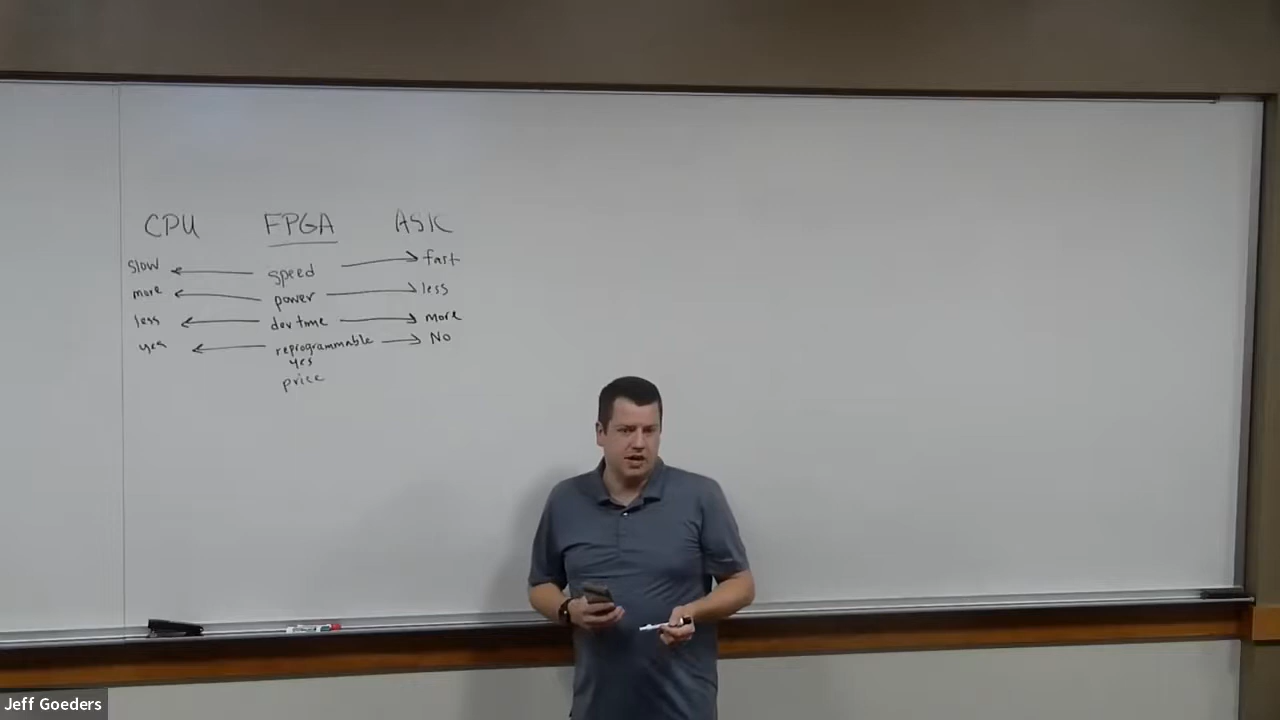 CPU FPGA ASIC
slow speed fast
more power less
less dev time more
yes reprogrammable No
yes
price
Jeff Goeders